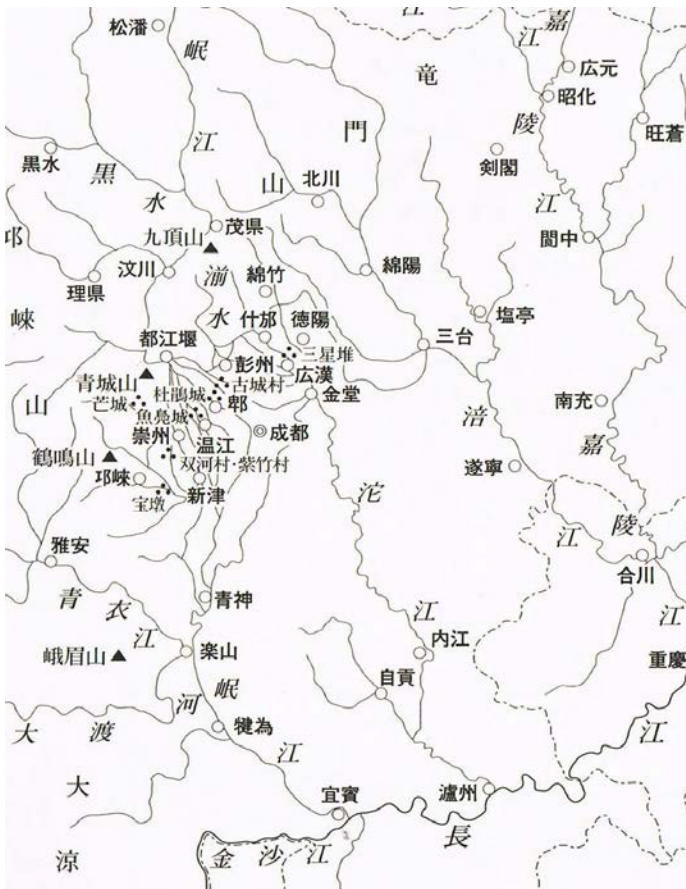 松潘
岷江
黒水
黒水
茂県
九頂山
汶川
理県
邛崍山
竜門山
北川
剣閣
広元
昭化
旺蒼
嘉陵江
閬中
綿陽
綿竹
湔水
什邡
徳陽
三星堆
塩亭
三台
都江堰
彭州
広漢
古城村
金堂
青城山
杜鵑城
郫
芒城
魚鳧城
崇州
温江
成都
鶴鳴山
双河村・紫竹村
邛崍
新津
宝墩
南充
涪江
遂寧
嘉陵江
合川
沱江
雅安
青衣江
青神
峨眉山
楽山
内江
自貢
重慶
大渡河
岷江
犍為
大涼
宜賓
瀘州
長江
金沙江